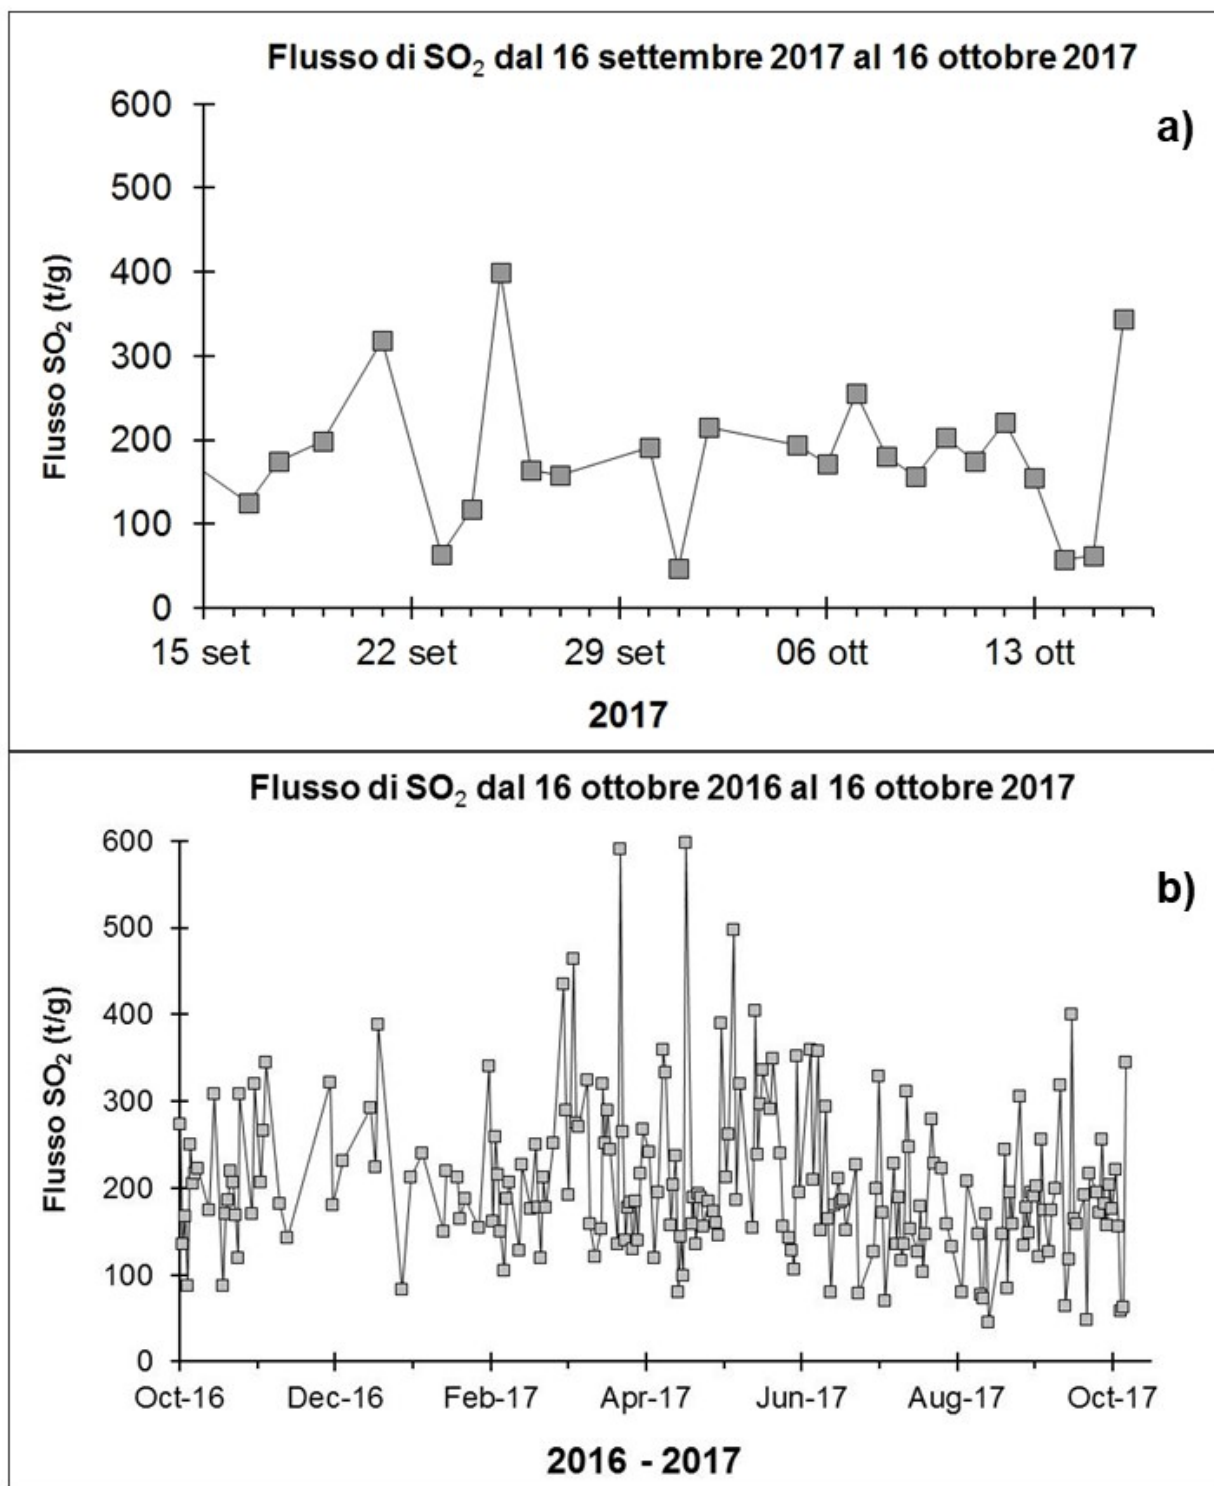 Flusso di SO₂ dal 16 settembre 2017 al 16 ottobre 2017
a)
600
500
400
300
200
100
0
Flusso SO₂ (t/g)
15 set 22 set 29 set 06 ott 13 ott
2017
Flusso di SO₂ dal 16 ottobre 2016 al 16 ottobre 2017
b)
600
500
400
300
200
100
0
Flusso SO₂ (t/g)
Oct-16 Dec-16 Feb-17 Apr-17 Jun-17 Aug-17 Oct-17
2016 - 2017